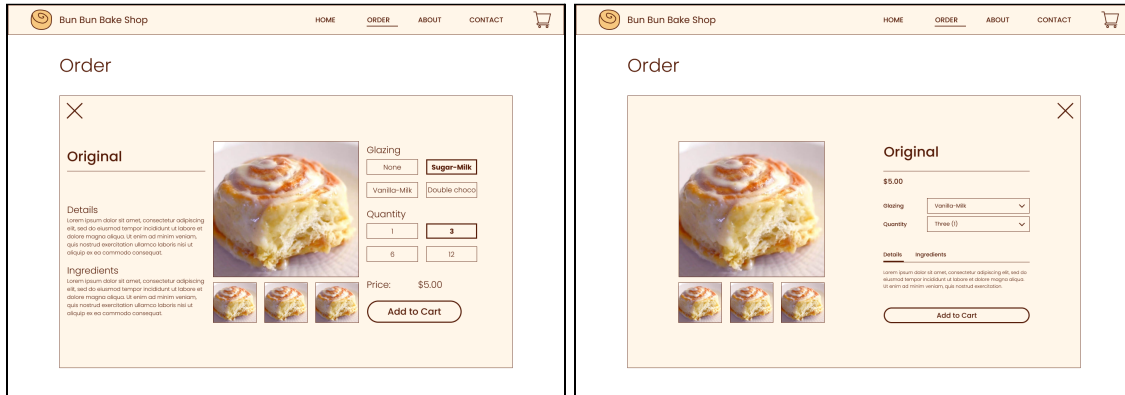 Bun Bun Bake Shop
HOME
ORDER
ABOUT
CONTACT
Order
Original
Details
Lorem ipsum dolor sit amet, consectetur adipiscing
elit, sed do eiusmod tempor incididunt ut labore et
dolore magna aliqua. Ut enim ad minim veniam,
quis nostrud exercitation ullamco laboris nisi ut
aliquip ex ea commodo consequat.
Ingredients
Lorem ipsum dolor sit amet, consectetur adipiscing
elit, sed do eiusmod tempor incididunt ut labore et
dolore magna aliqua. Ut enim ad minim veniam,
quis nostrud exercitation ullamco laboris nisi ut
aliquip ex ea commodo consequat.
Glazing
None
Sugar-Milk
Vanilla-Milk
Double choco
Quantity
1
3
6
12
Price: $5.00
Add to Cart
Bun Bun Bake Shop
HOME
ORDER
ABOUT
CONTACT
Order
Original
$5.00
Glazing
Vanilla-Milk
Quantity
Three (1)
Details
Ingredients
Lorem ipsum dolor sit amet, consectetur adipiscing elit, sed do
eiusmod tempor incididunt ut labore et dolore magna aliqua.
Ut enim ad minim veniam, quis nostrud exercitation.
Add to Cart